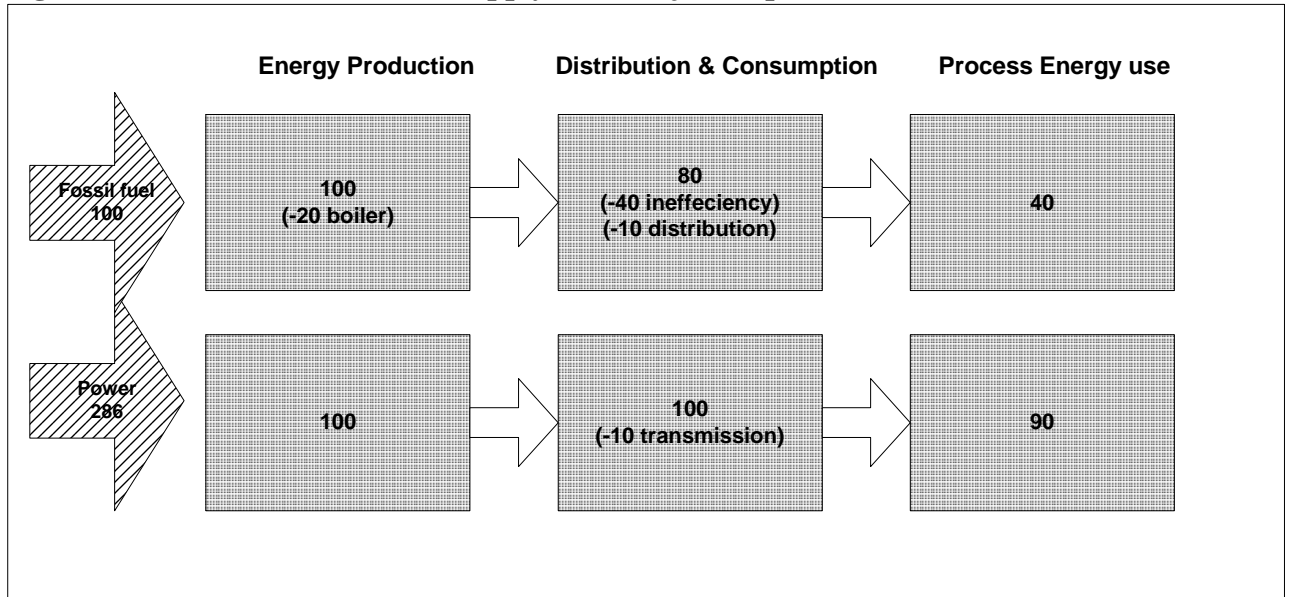 Energy Production
Distribution & Consumption
Process Energy use
Fossil fuel
100
100
(-20 boiler)
80
(-40 ineffeciency)
(-10 distribution)
40
Power
286
100
100
(-10 transmission)
90